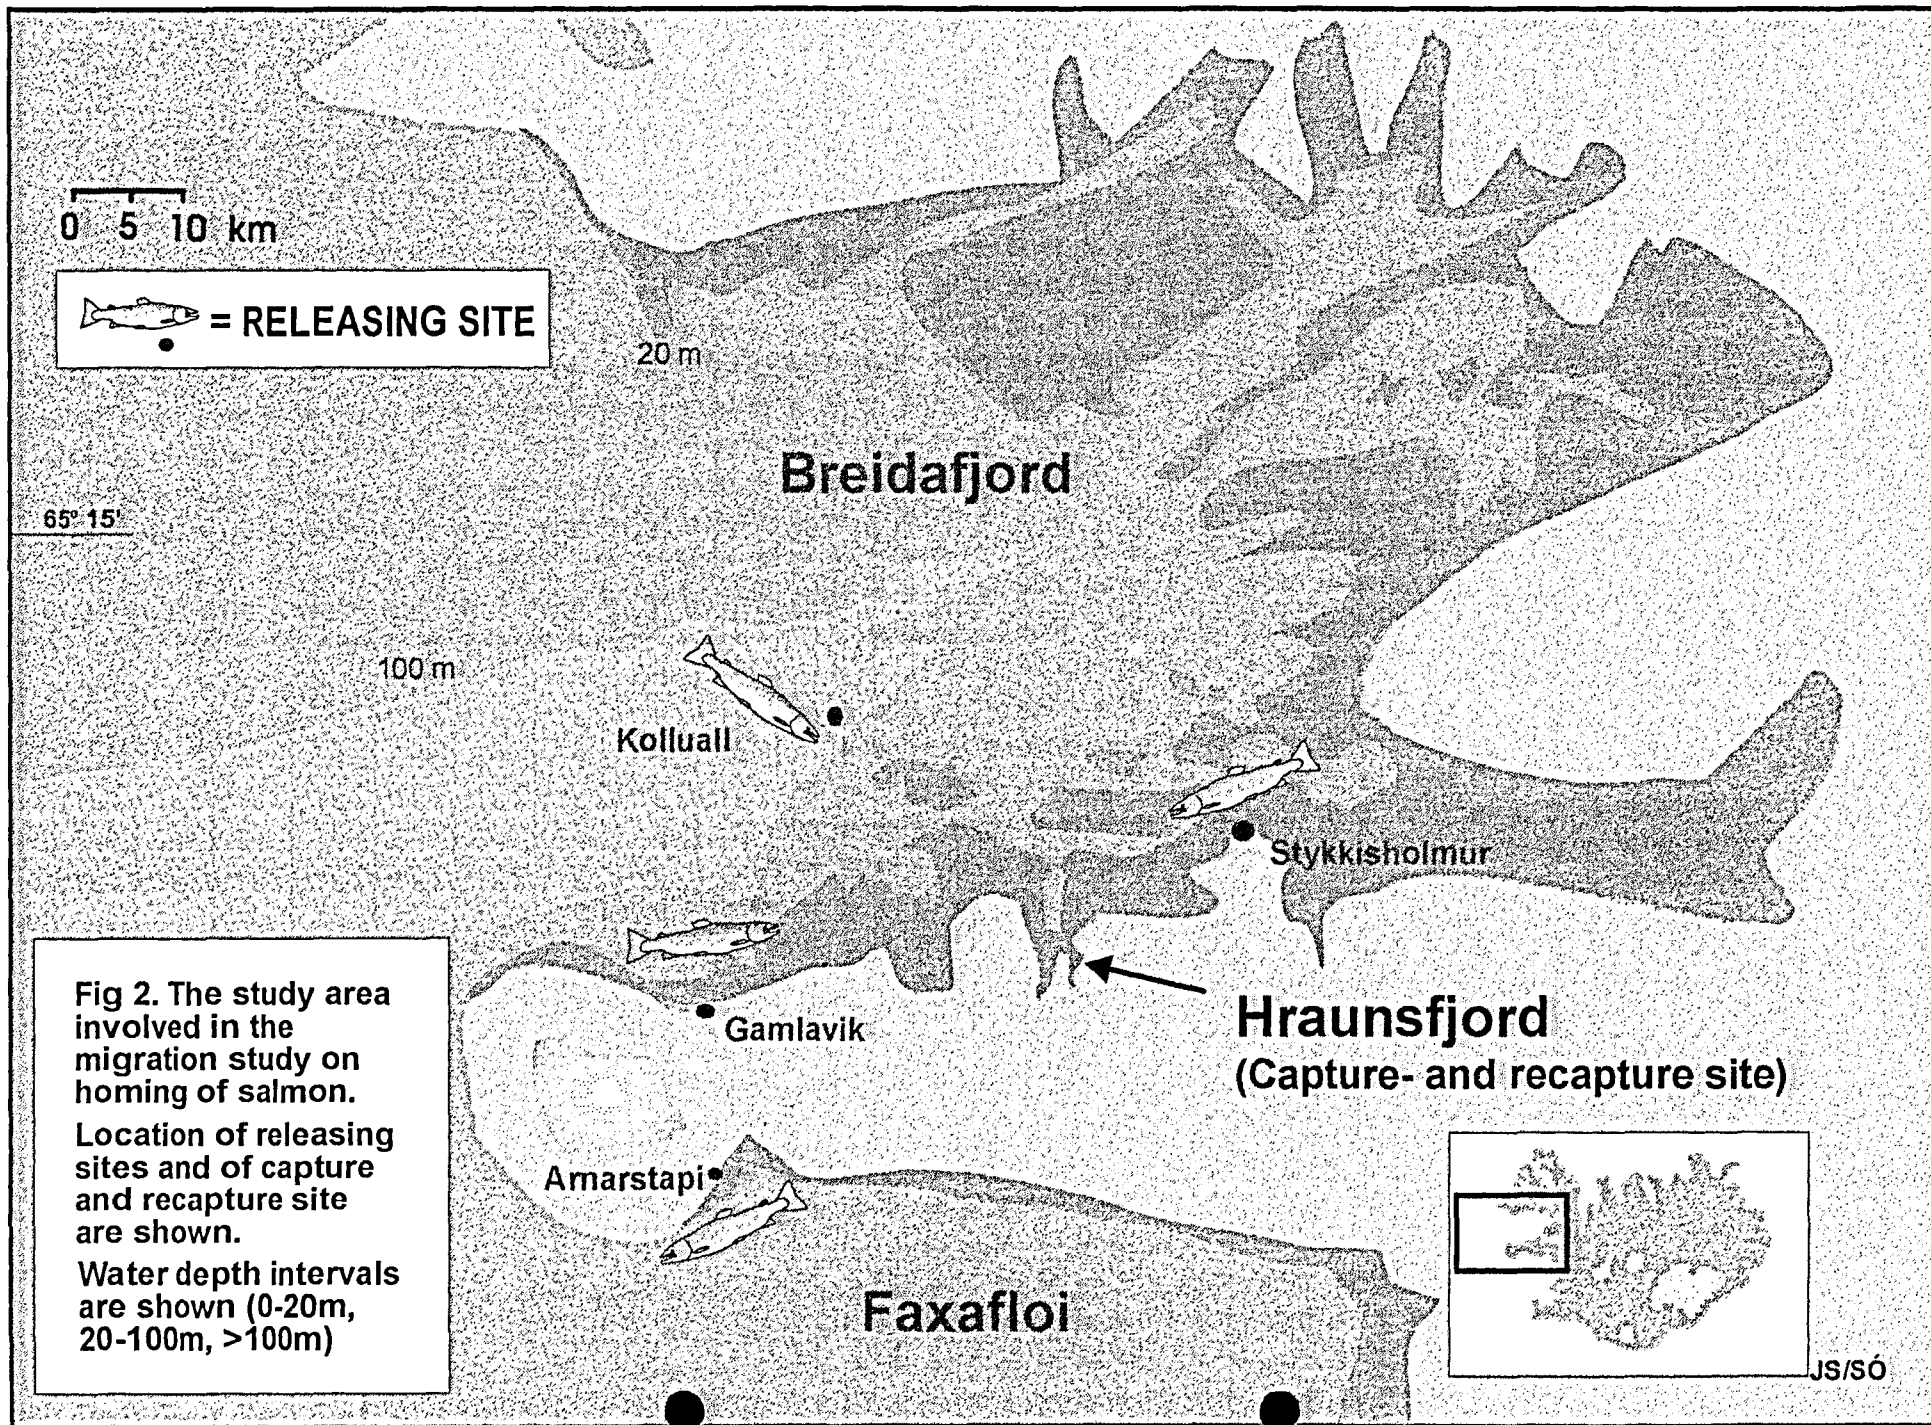 0 5 10 km
= RELEASING SITE
20 m
Breidafjord
65° 15'
100 m
Kolluall
Stykkisholmur
Gamlavik
Hraunsfjord
(Capture- and recapture site)
Fig 2. The study area
involved in the
migration study on
homing of salmon.
Location of releasing
sites and of capture
and recapture site
are shown.
Water depth intervals
are shown (0-20m,
20-100m, >100m)
Arnarstapi
Faxafloi
JS/SÓ